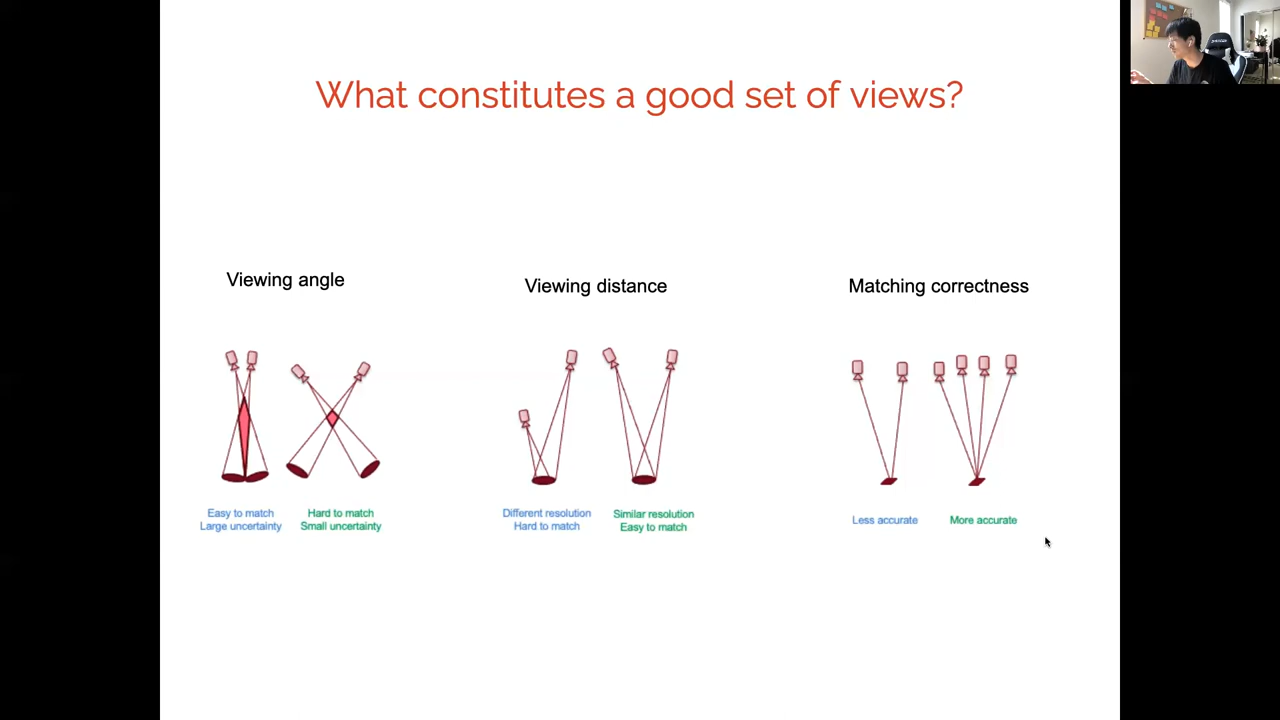 What constitutes a good set of views?
Viewing angle
Viewing distance
Matching correctness
Easy to match
Large uncertainty
Hard to match
Small uncertainty
Different resolution
Hard to match
Similar resolution
Easy to match
Less accurate
More accurate